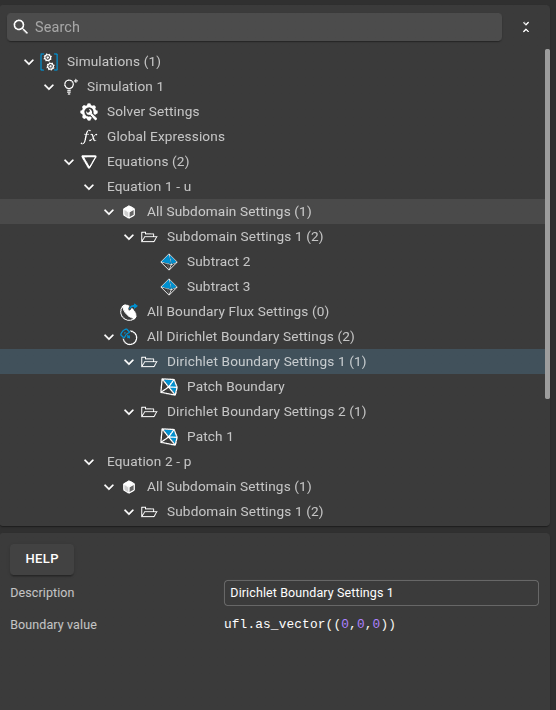 Search
Simulations (1)
Simulation 1
Solver Settings
fx Global Expressions
Equations (2)
Equation 1 - u
All Subdomain Settings (1)
Subdomain Settings 1 (2)
Subtract 2
Subtract 3
All Boundary Flux Settings (0)
All Dirichlet Boundary Settings (2)
Dirichlet Boundary Settings 1 (1)
Patch Boundary
Dirichlet Boundary Settings 2 (1)
Patch 1
Equation 2 - p
All Subdomain Settings (1)
Subdomain Settings 1 (2)
HELP
Description Dirichlet Boundary Settings 1
Boundary value ufl.as_vector((0,0,0))